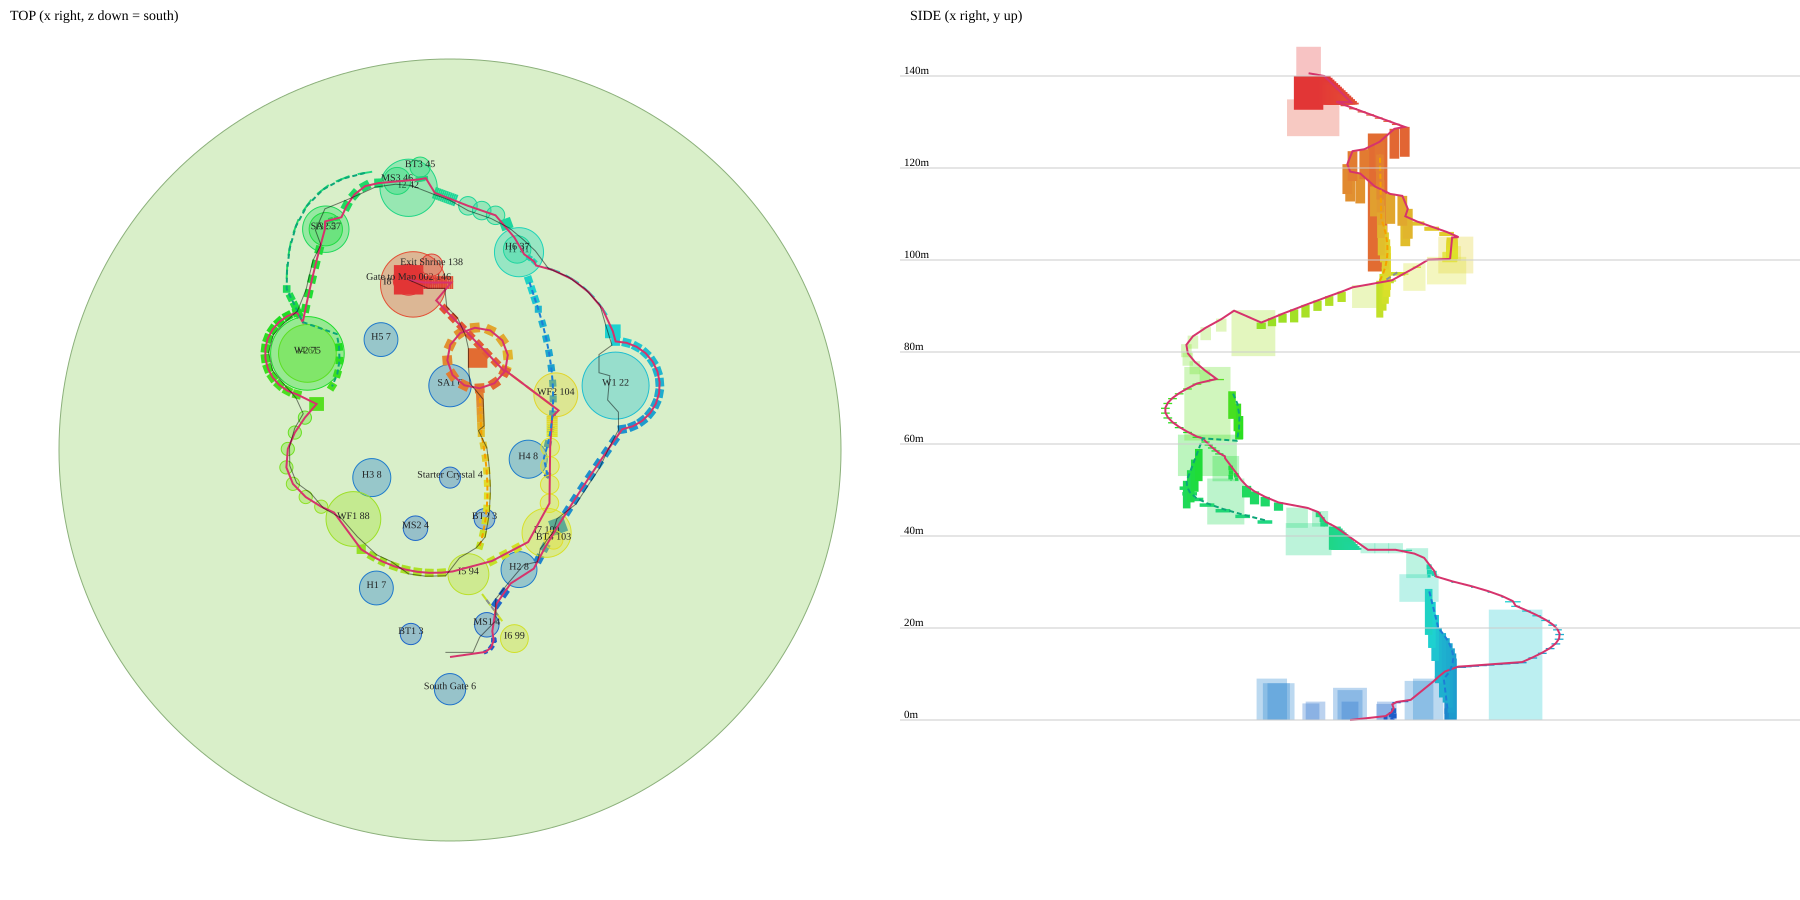 TOP (x right, z down = south)
SIDE (x right, y up)
140m
120m
100m
80m
60m
40m
20m
0m
BT3 45
MS3 46
I2 42
H6 37
Exit Shrine 138
Gate to Map 002 146
H5 7
W2 75
SA1
W1 22
WF2 104
H4 8
H3 8
Starter Crystal 4
WF1 88
MS2 4
BT2 3
BT4 103
I5 94
H2 8
H1 7
MS1 4
BT1 3
I6 99
South Gate 6